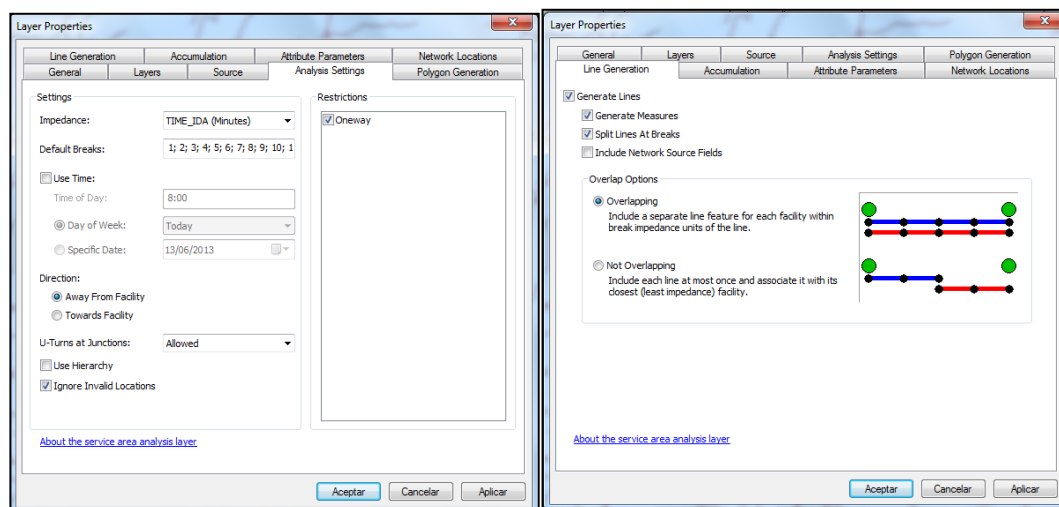 Layer Properties
Line Generation
Accumulation
Attribute Parameters
Network Locations
General
Layers
Source
Analysis Settings
Polygon Generation
Settings
Impedance:
TIME_IDA (Minutes)
Default Breaks:
1; 2; 3; 4; 5; 6; 7; 8; 9; 10; 1
Use Time:
Time of Day:
8:00
Day of Week:
Today
Specific Date:
13/06/2013
Direction:
Away From Facility
Towards Facility
U-Turns at Junctions:
Allowed
Use Hierarchy
Ignore Invalid Locations
Restrictions
Oneway
About the service area analysis layer
Aceptar
Cancelar
Aplicar
Layer Properties
General
Layers
Source
Analysis Settings
Polygon Generation
Line Generation
Accumulation
Attribute Parameters
Network Locations
Generate Lines
Generate Measures
Split Lines At Breaks
Include Network Source Fields
Overlap Options
Overlapping
Include a separate line feature for each facility within
break impedance units of the line.
Not Overlapping
Include each line at most once and associate it with its
closest (least impedance) facility.
About the service area analysis layer
Aceptar
Cancelar
Aplicar